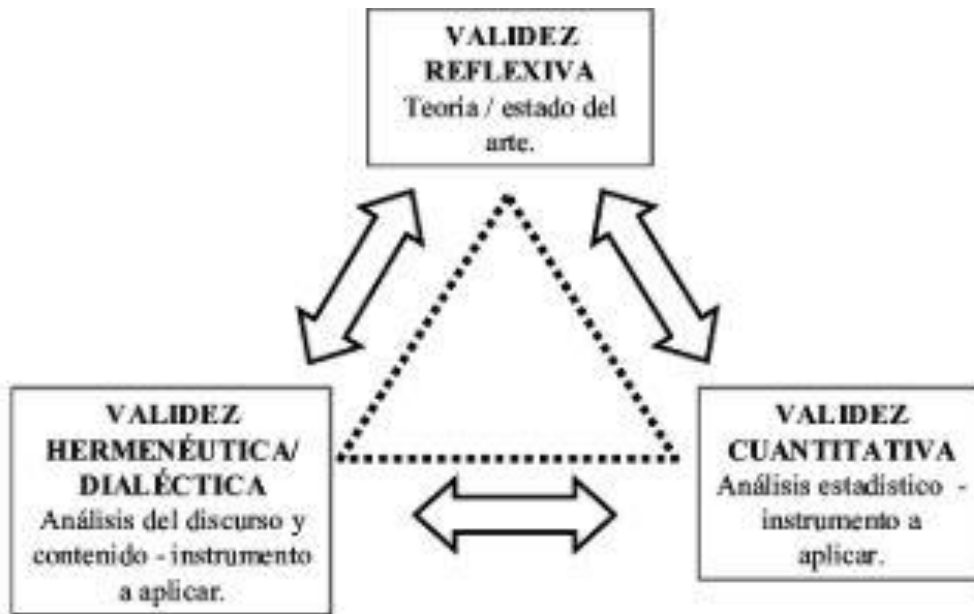 VALIDEZ
REFLEXIVA
Teoría / estado del
arte.
VALIDEZ
HERMENÉUTICA/
DIALÉCTICA
Análisis del discurso y
contenido - instrumento
a aplicar.
VALIDEZ
CUANTITATIVA
Análisis estadístico -
instrumento a
aplicar.